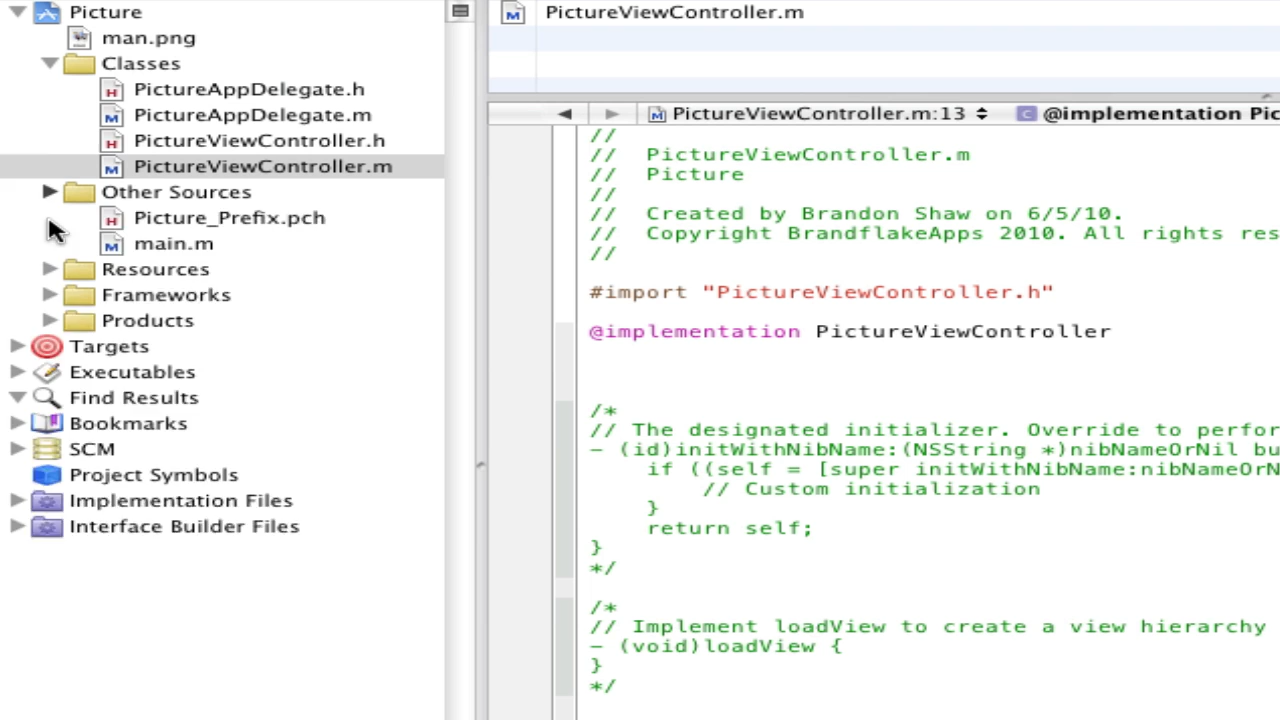 Picture
man.png
Classes
PictureAppDelegate.h
PictureAppDelegate.m
PictureViewController.h
PictureViewController.m
Other Sources
Picture_Prefix.pch
main.m
Resources
Frameworks
Products
Targets
Executables
Find Results
Bookmarks
SCM
Project Symbols
Implementation Files
Interface Builder Files
PictureViewController.m
PictureViewController.m:13 @implementation Pic
//
//  PictureViewController.m
//  Picture
//
//  Created by Brandon Shaw on 6/5/10.
//  Copyright BrandflakeApps 2010. All rights res
//
#import "PictureViewController.h"
@implementation PictureViewController
/*
// The designated initializer. Override to perfor
- (id)initWithNibName:(NSString *)nibNameOrNil bu
    if ((self = [super initWithNibName:nibNameOrN
        // Custom initialization
    }
    return self;
}
*/
/*
// Implement loadView to create a view hierarchy
- (void)loadView {
}
*/